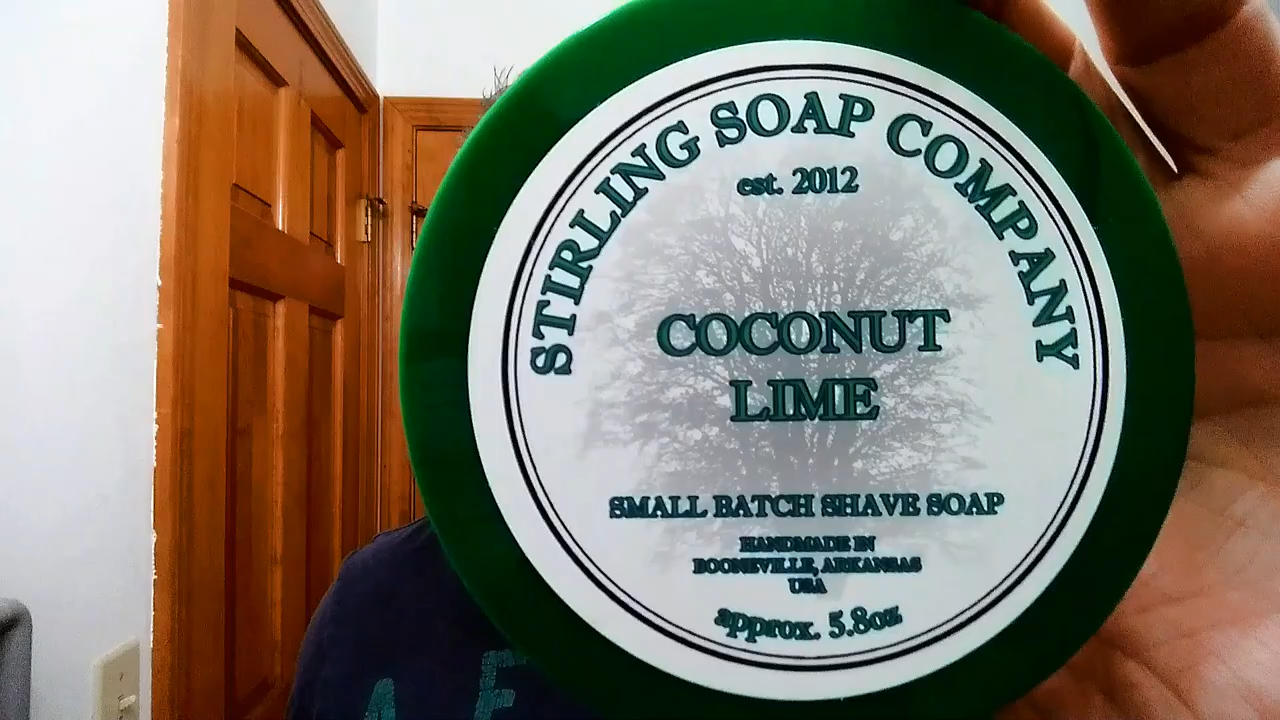 STIRLING SOAP COMPANY
est. 2012
COCONUT
LIME
SMALL BATCH SHAVE SOAP
HANDMADE IN
BOONEVILLE, ARKANSAS
USA
approx. 5.8oz
AE